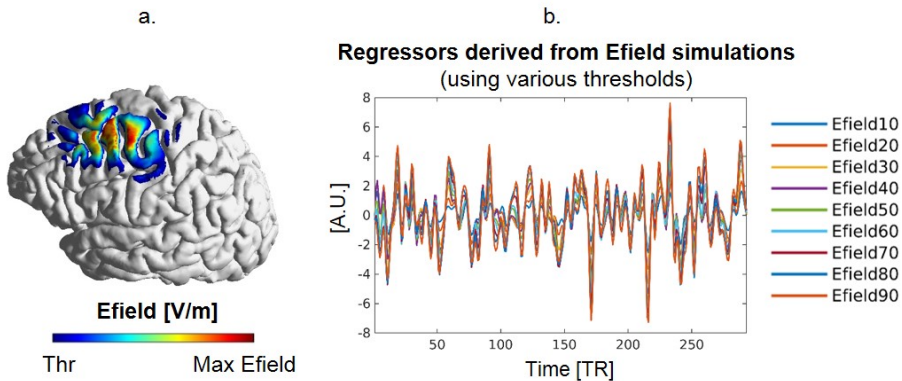 a.
Efield [V/m]
Thr
Max Efield
b.
Regressors derived from Efield simulations
(using various thresholds)
[A.U.]
8
6
4
2
0
-2
-4
-6
-8
50
100
150
200
250
Time [TR]
Efield10
Efield20
Efield30
Efield40
Efield50
Efield60
Efield70
Efield80
Efield90